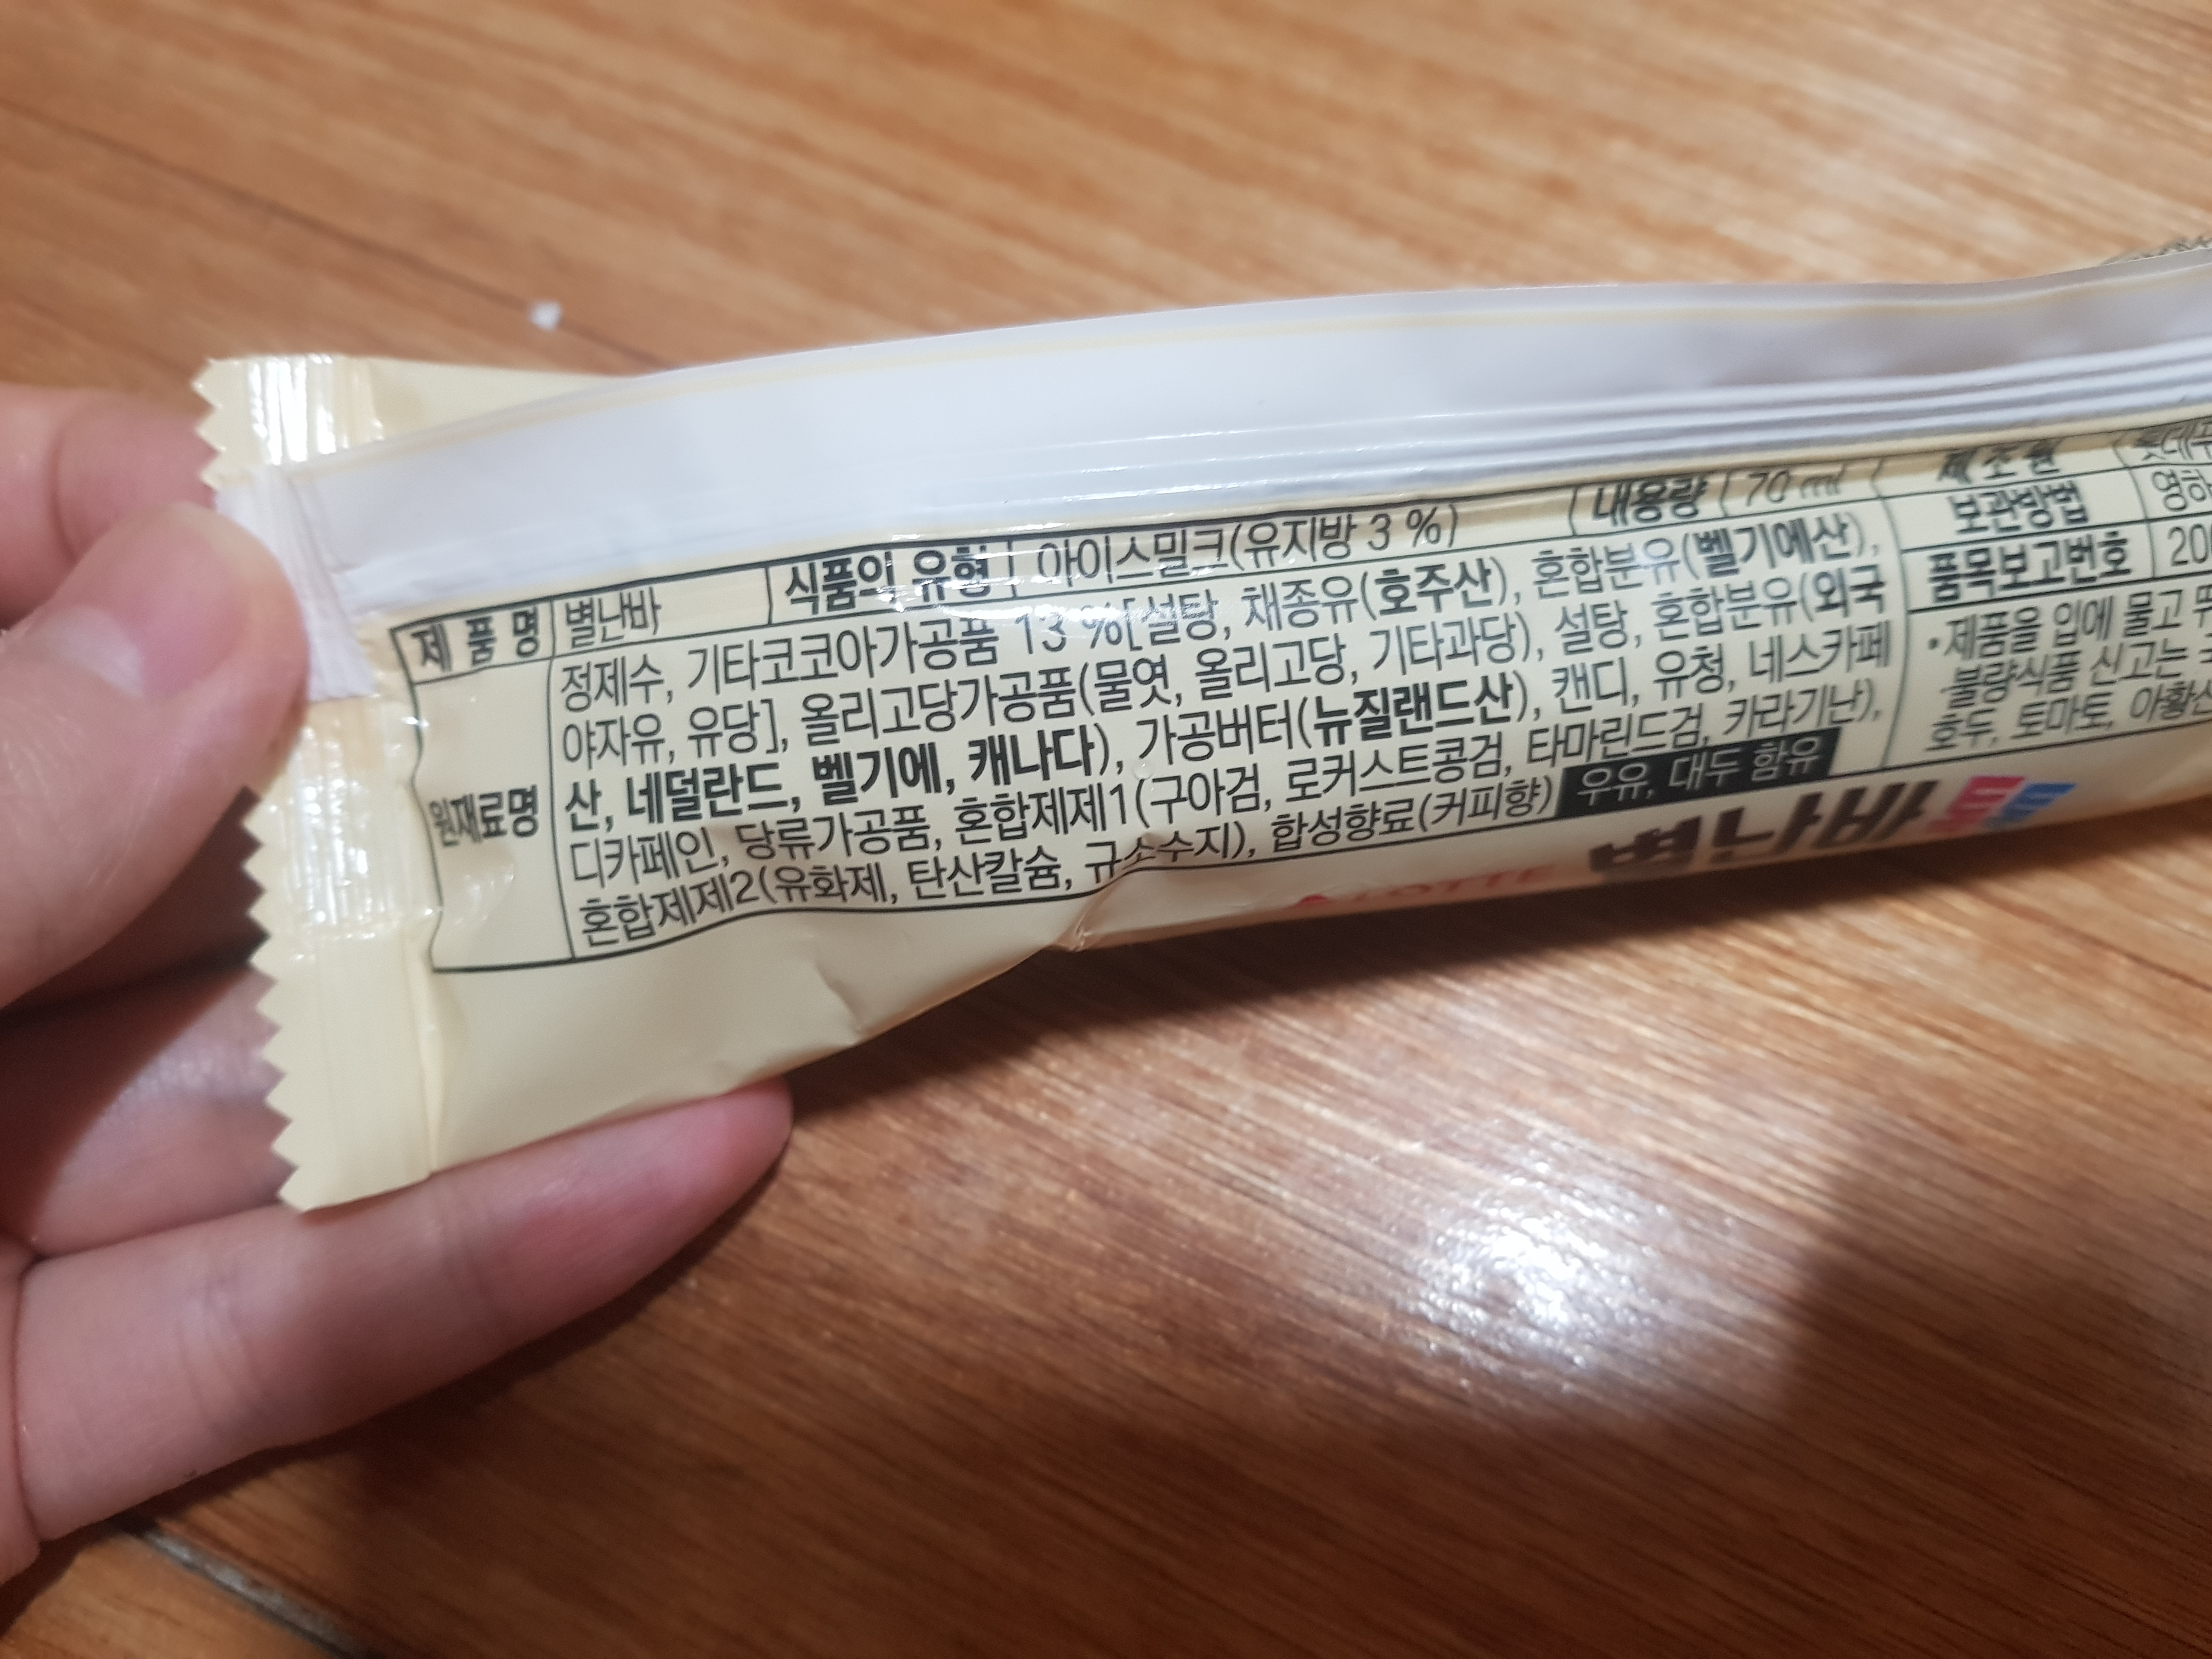 제 품 명 별난바 식품의 유형 아이스밀크(유지방 3 %) 내용량 70 ml
원재료명
정제수, 기타코코아가공품 13 %[설탕, 채종유(호주산), 혼합분유(벨기에산),
야자유, 유당], 올리고당가공품(물엿, 올리고당, 기타과당), 설탕, 혼합분유(외국
산, 네덜란드, 벨기에, 캐나다), 가공버터(뉴질랜드산), 캔디, 유청, 네스카페
디카페인, 당류가공품, 혼합제제1(구아검, 로커스트콩검, 타마린드검, 카라기난),
혼합제제2(유화제, 탄산칼슘, 규소수지), 합성향료(커피향) 우유, 대두 함유
제조원
보관방법 영하
품목보고번호 200
•제품을 입에 물고
·불량식품 신고는
호두, 토마토, 아황산
LOTTE 별난바